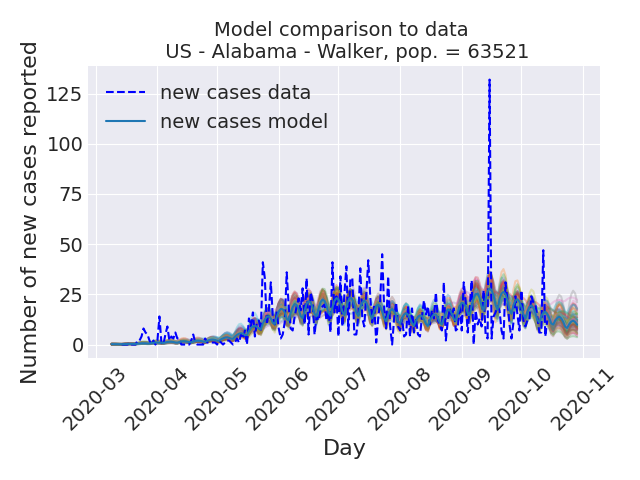 Model comparison to data
US - Alabama - Walker, pop. = 63521
Number of new cases reported
125
100
75
50
25
0
new cases data
new cases model
2020-03
2020-04
2020-05
2020-06
2020-07
2020-08
2020-09
2020-10
2020-11
Day